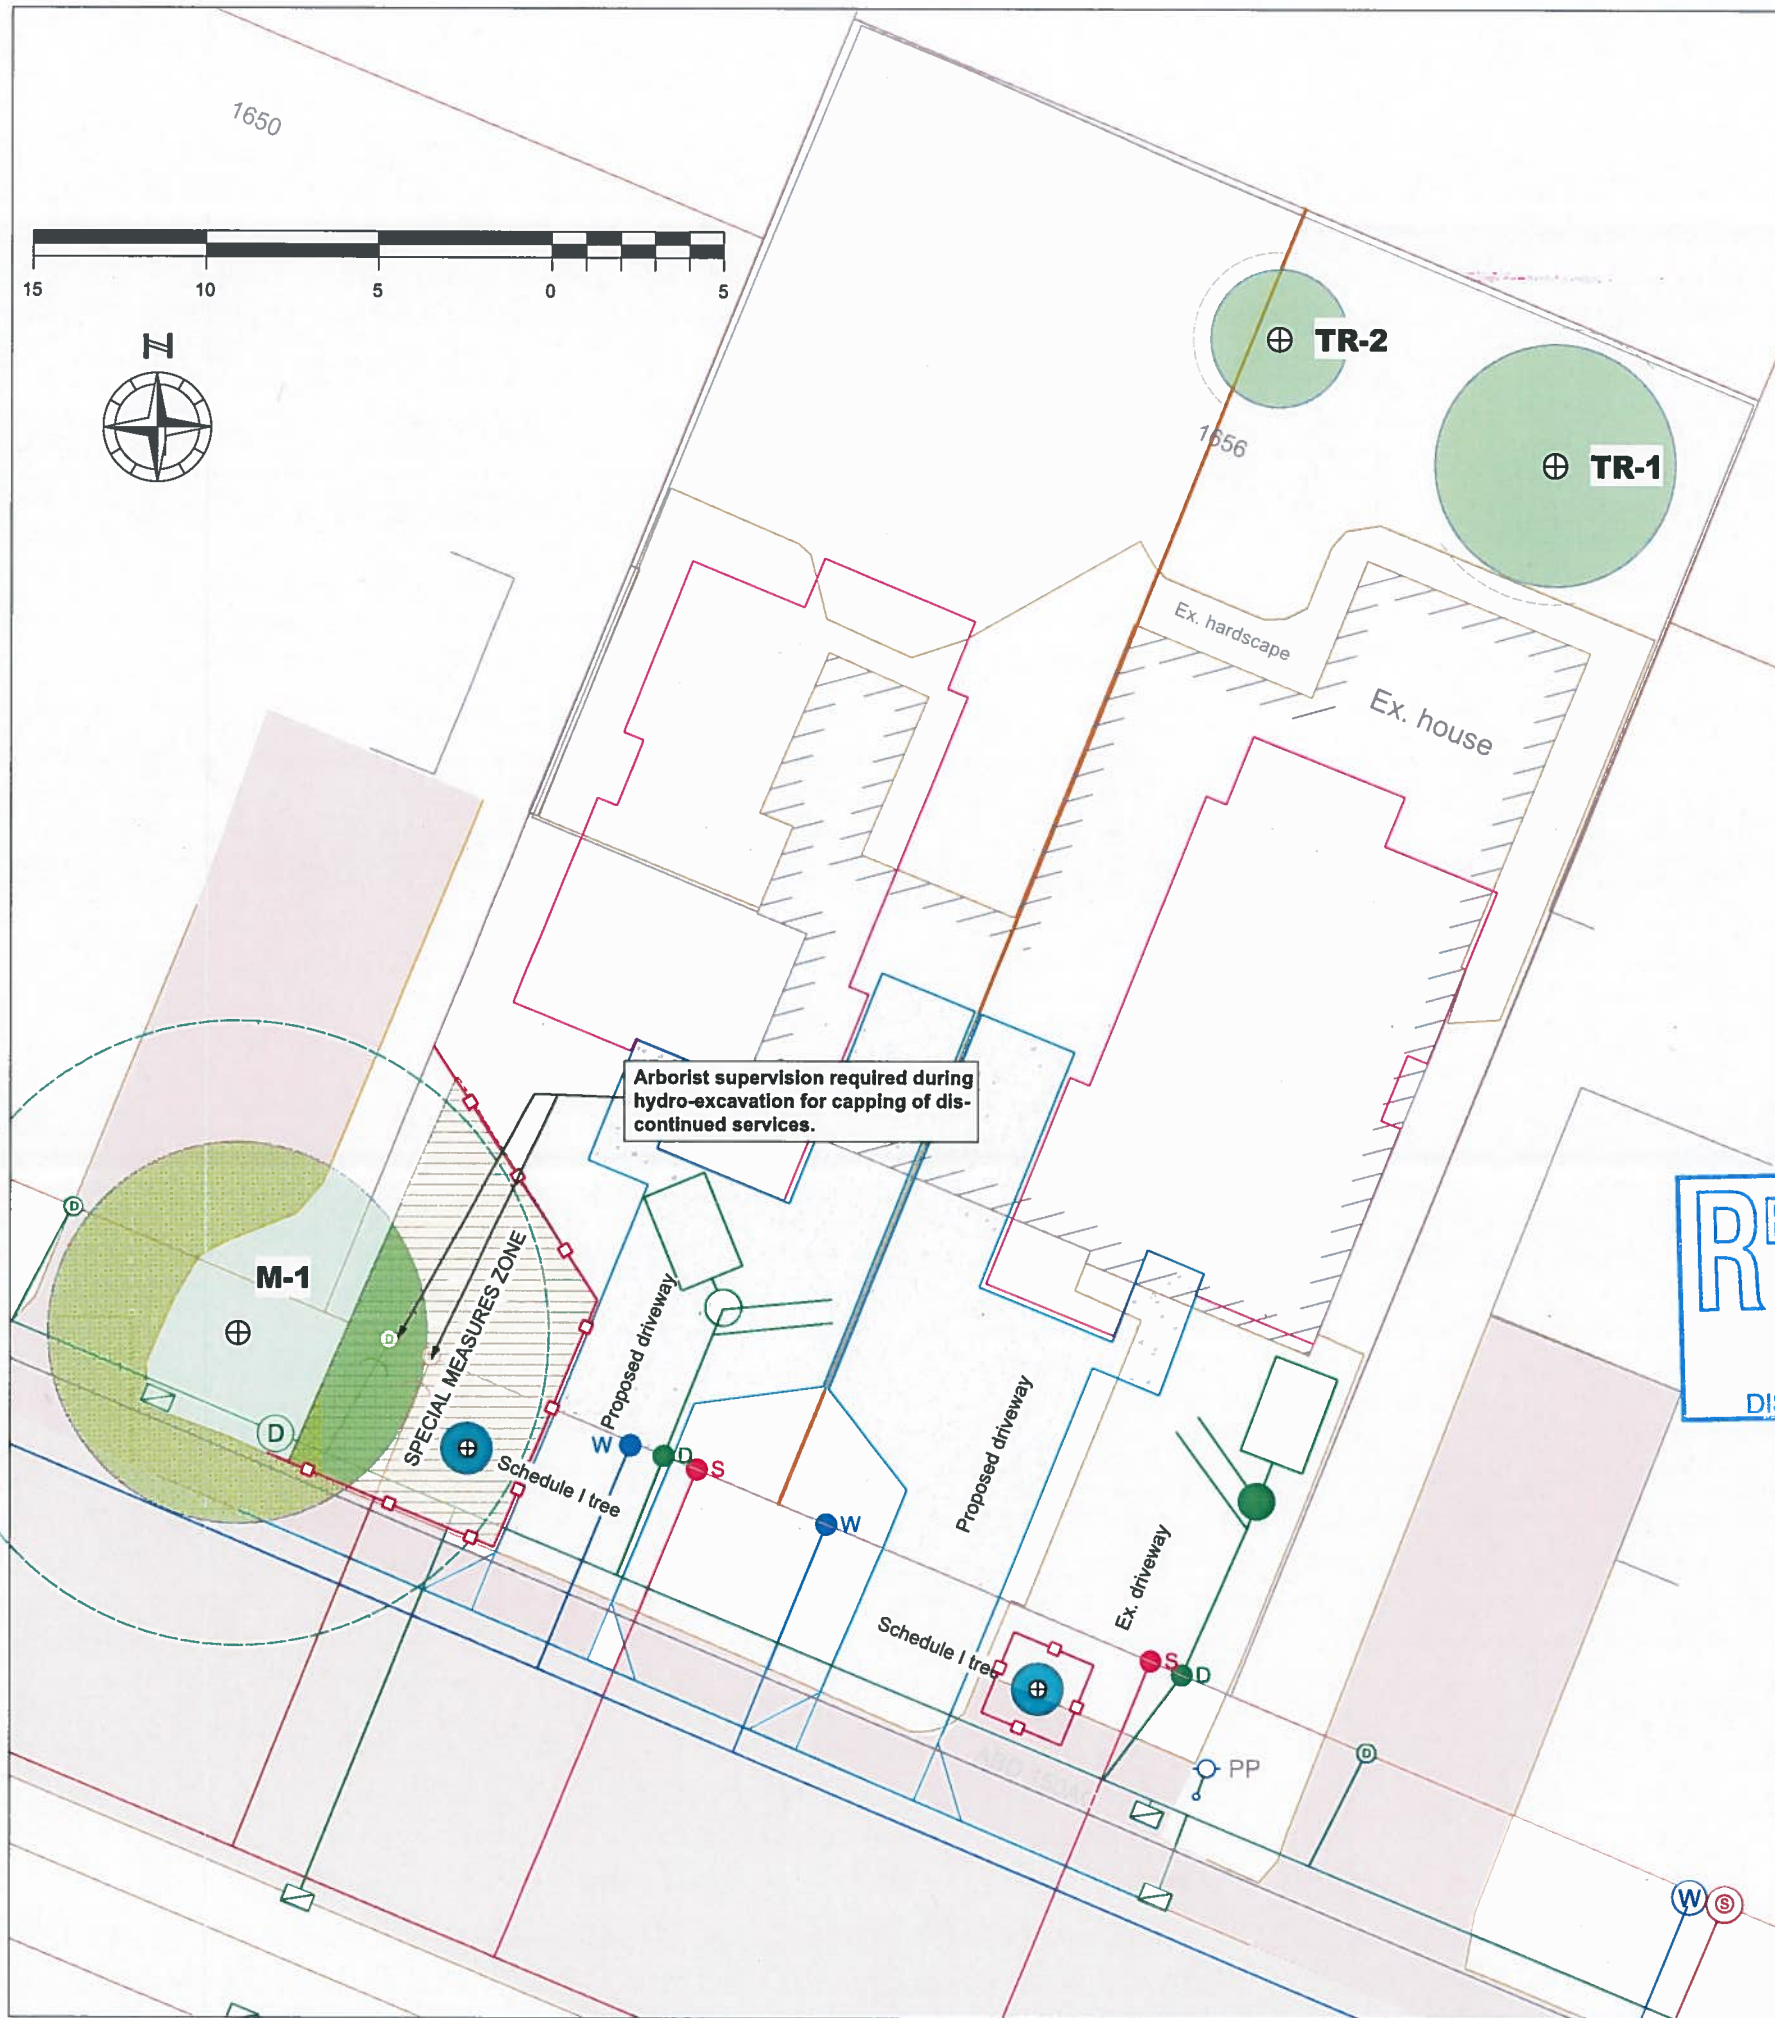 1650
15 10 5 0 5
N
TR-2
1656
TR-1
Ex. hardscape
Ex. house
Arborist supervision required during
hydro-excavation for capping of dis-
continued services.
D
M-1
D
D
SPECIAL MEASURES ZONE
Proposed driveway
W D S
Schedule I tree
W
Proposed driveway
Ex. driveway
Schedule I tree
S D
D
PP
W S
R
DI